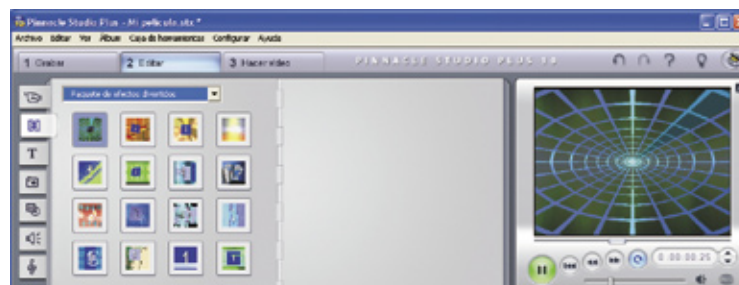 Pinnacle Studio Plus - Mi película.stx *
Archivo Editar Ver Álbum Caja de herramientas Configurar Ayuda
1 Grabar 2 Editar 3 Hacer vídeo PINNACLE STUDIO PLUS 10
Paquete de efectos divertidos
T
0:00:00.25